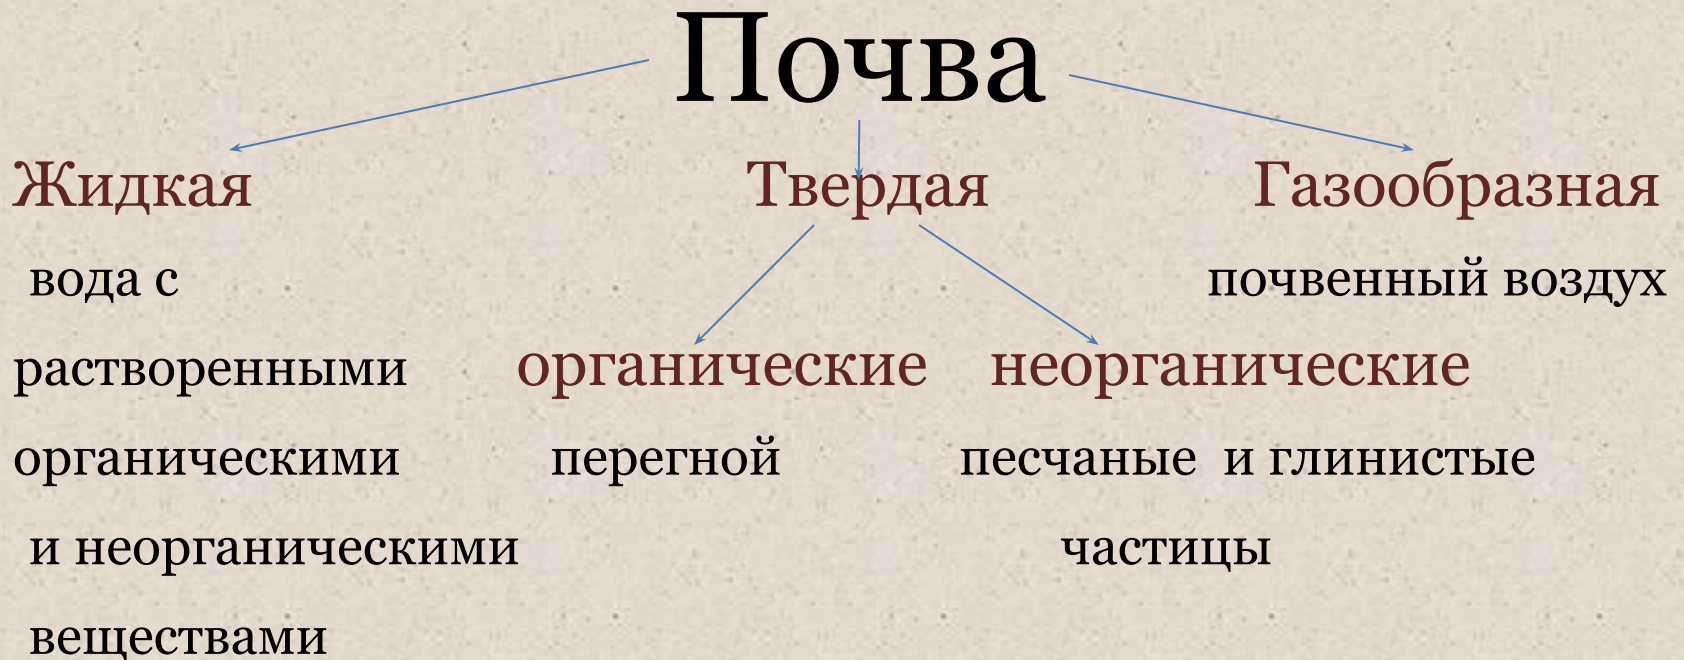 Почва
Жидкая Твердая Газообразная
вода с почвенный воздух
растворенными органические неорганические
органическими перегной песчаные и глинистые
и неорганическими частицы
веществами